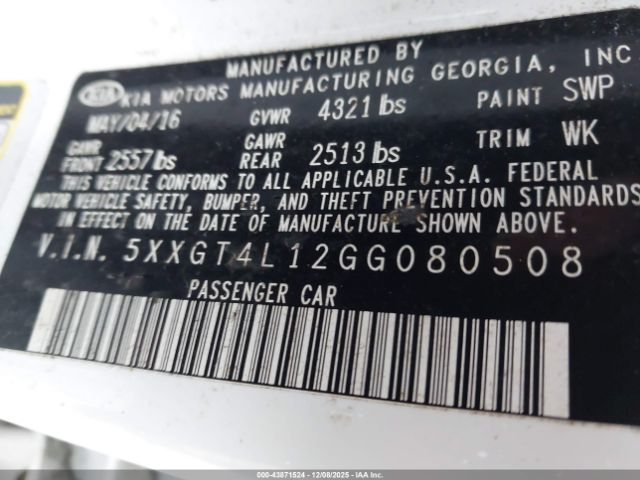 MANUFACTURED BY
KIA KIA MOTORS MANUFACTURING GEORGIA, INC
MAY/04/16 GVWR 4321 lbs PAINT SWP
GAWR FRONT 2557 lbs GAWR REAR 2513 lbs TRIM WK
THIS VEHICLE CONFORMS TO ALL APPLICABLE U.S.A. FEDERAL
MOTOR VEHICLE SAFETY, BUMPER, AND THEFT PREVENTION STANDARDS
IN EFFECT ON THE DATE OF MANUFACTURE SHOWN ABOVE.
V.I.N. 5XXGT4L12GG080508
PASSENGER CAR
000-43871524 | 12/08/2025 - IAAI.com